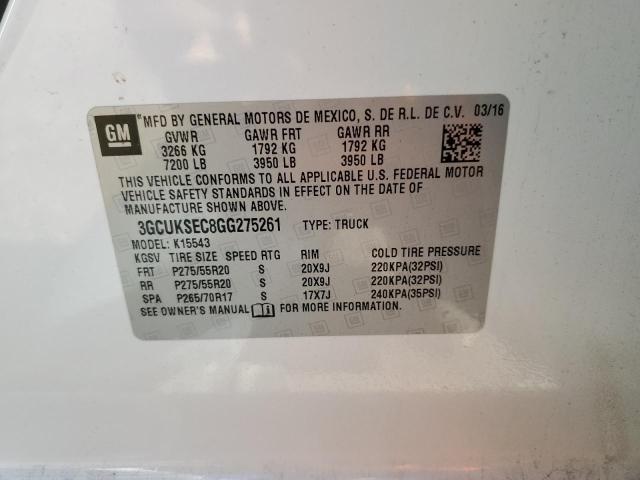 GM
MFD BY GENERAL MOTORS DE MEXICO, S. DE R.L. DE C.V. 03/16
GVWR GAWR FRT GAWR RR
3266 KG 1792 KG 1792 KG
7200 LB 3950 LB 3950 LB
THIS VEHICLE CONFORMS TO ALL APPLICABLE U.S. FEDERAL MOTOR
VEHICLE SAFETY STANDARDS IN EFFECT ON THE DATE OF
MANUFACTURE SHOWN ABOVE.
3GCUKSEC8GG275261 TYPE: TRUCK
MODEL: K15543
KGSV TIRE SIZE SPEED RTG RIM COLD TIRE PRESSURE
FRT P275/55R20 S 20X9J 220KPA(32PSI)
RR P275/55R20 S 20X9J 220KPA(32PSI)
SPA P265/70R17 S 17X7J 240KPA(35PSI)
SEE OWNER'S MANUAL FOR MORE INFORMATION.